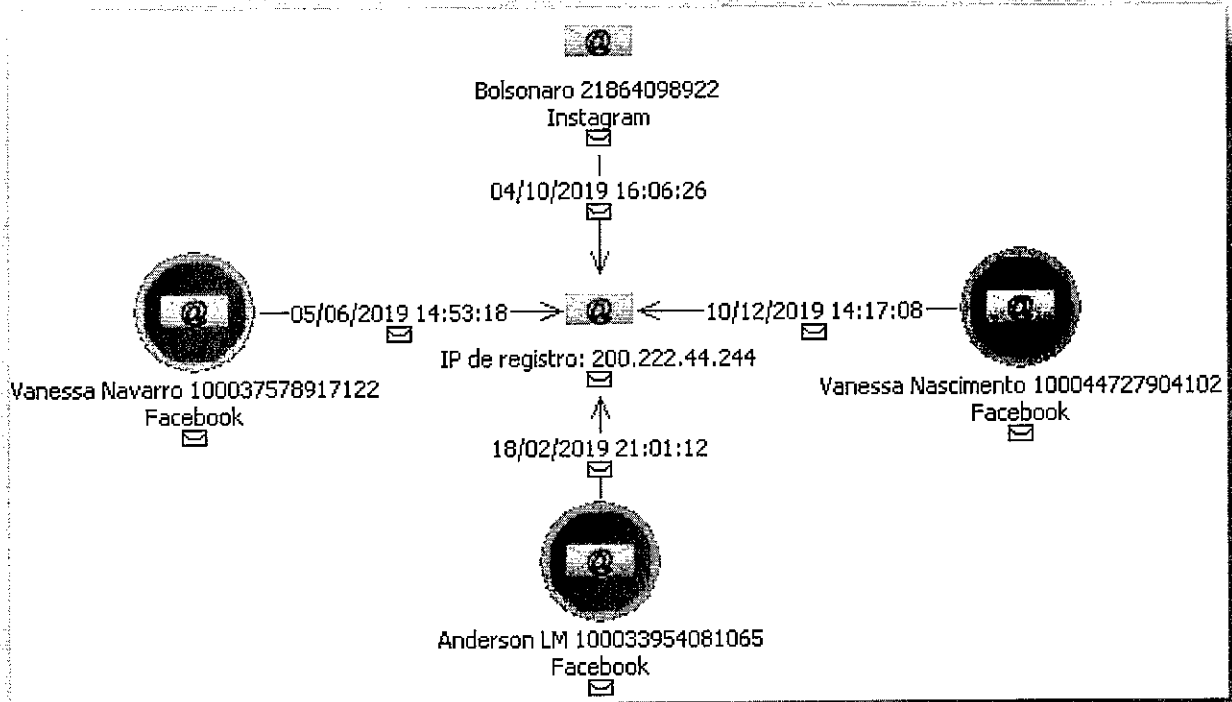 @
Bolsonaro 21864098922
Instagram
04/10/2019 16:06:26
@
05/06/2019 14:53:18
@
10/12/2019 14:17:08
@
IP de registro: 200.222.44.244
Vanessa Navarro 100037578917122
Facebook
Vanessa Nascimento 100044727904102
Facebook
18/02/2019 21:01:12
@
Anderson LM 100033954081065
Facebook